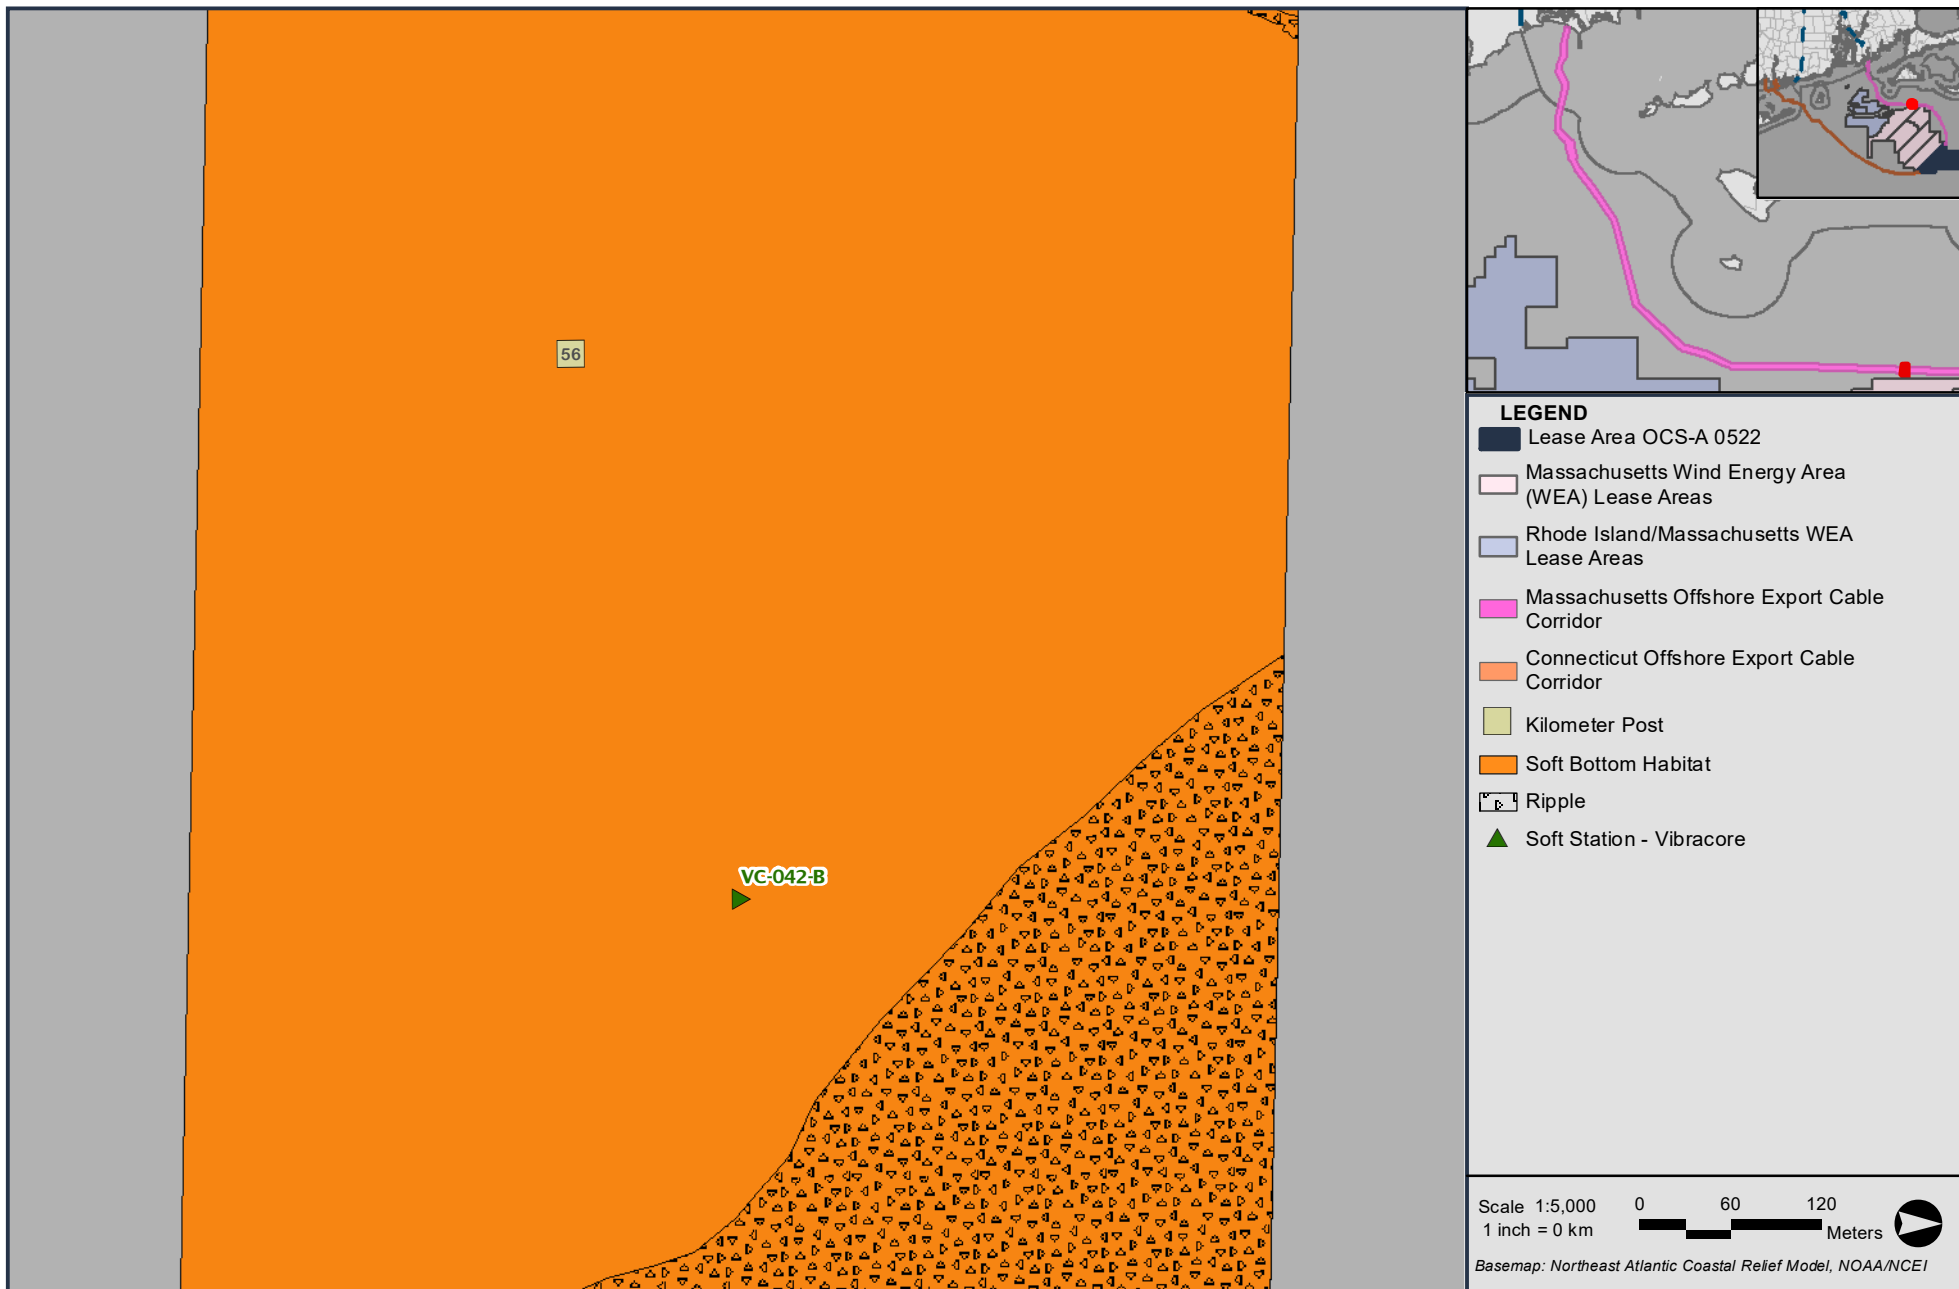 56
VC-042-B
LEGEND
Lease Area OCS-A 0522
Massachusetts Wind Energy Area
(WEA) Lease Areas
Rhode Island/Massachusetts WEA
Lease Areas
Massachusetts Offshore Export Cable
Corridor
Connecticut Offshore Export Cable
Corridor
Kilometer Post
Soft Bottom Habitat
Ripple
Soft Station - Vibracore
Scale 1:5,000
1 inch = 0 km
0 60 120
Meters
Basemap: Northeast Atlantic Coastal Relief Model, NOAA/NCEI